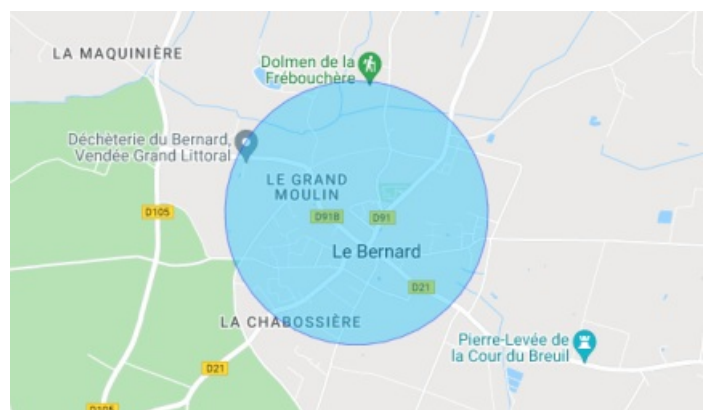 LA MAQUINIÈRE
Dolmen de la
Frébouchère
Déchèterie du Bernard,
Vendée Grand Littoral
LE GRAND
MOULIN
D105
D91B
D91
Le Bernard
D21
LA CHABOSSIÈRE
Pierre-Levée de
la Cour du Breuil
D21
D105